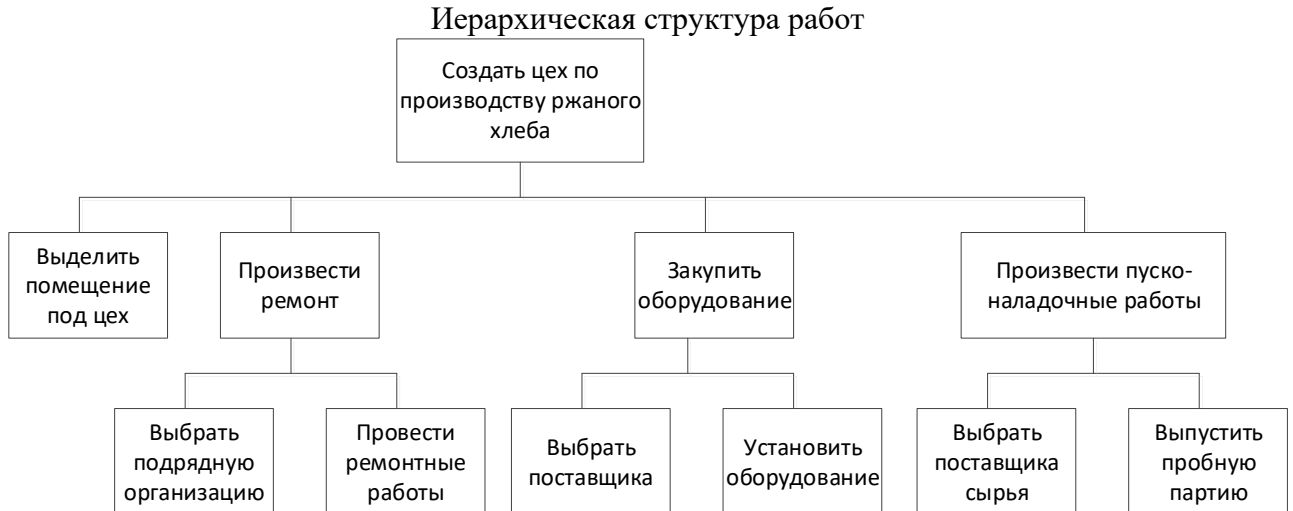 Иерархическая структура работ
Создать цех по
производству ржаного
хлеба
Выделить
помещение
под цех
Произвести
ремонт
Закупить
оборудование
Произвести пуско-
наладочные работы
Выбрать
подрядную
организацию
Провести
ремонтные
работы
Выбрать
поставщика
Установить
оборудование
Выбрать
поставщика
сырья
Выпустить
пробную
партию